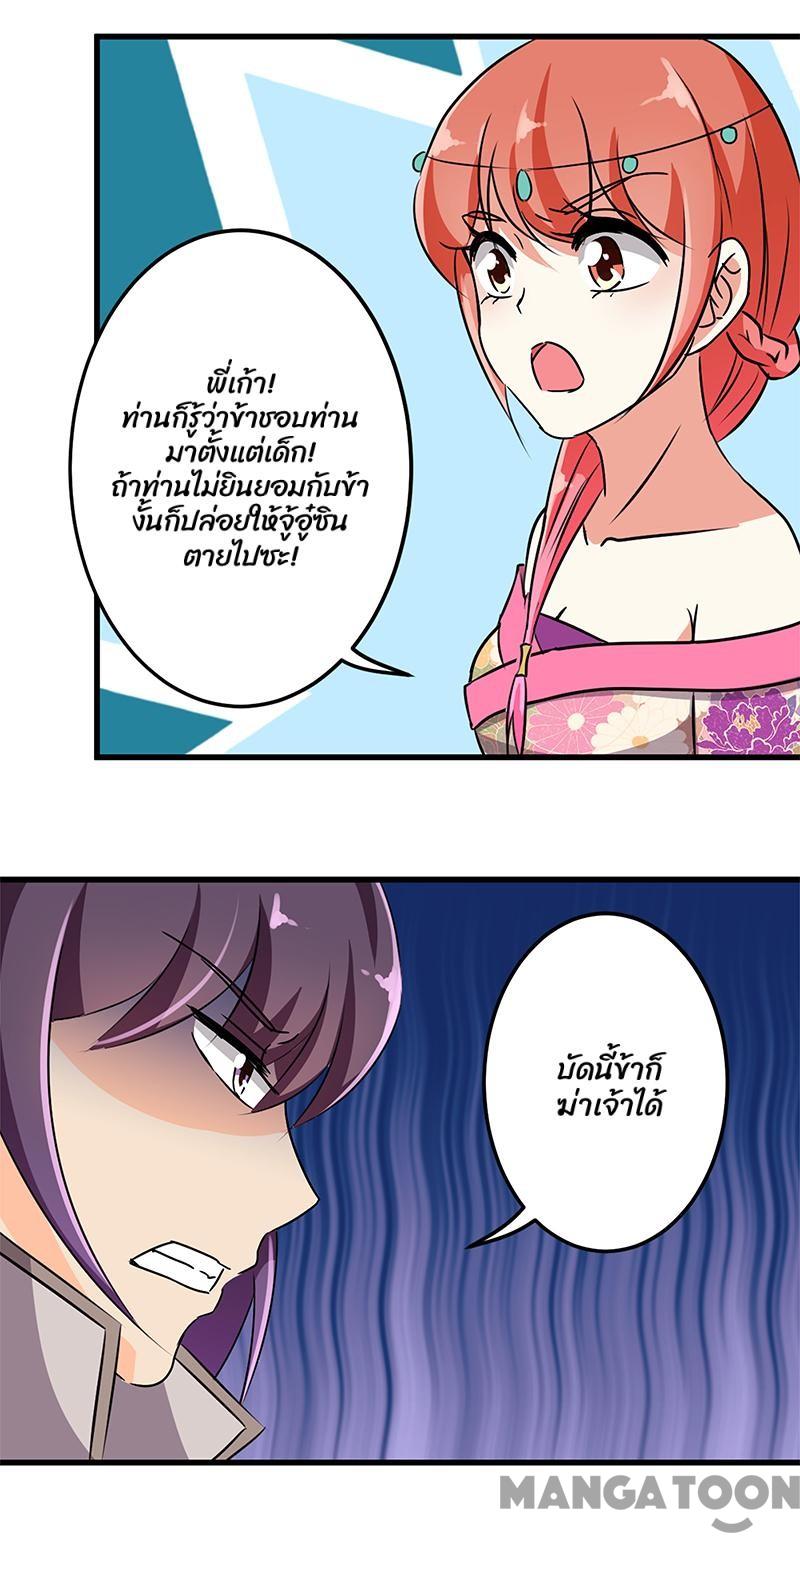 พี่เก้า!
ท่านก็รู้ว่าข้าชอบท่าน
มาตั้งแต่เด็ก!
ถ้าท่านไม่ยินยอมกับข้า
งั้นก็ปล่อยให้จู้อู๋ซิน
ตายไปซะ!
บัดนี้ข้าก็
ฆ่าเจ้าได้
MANGATOON